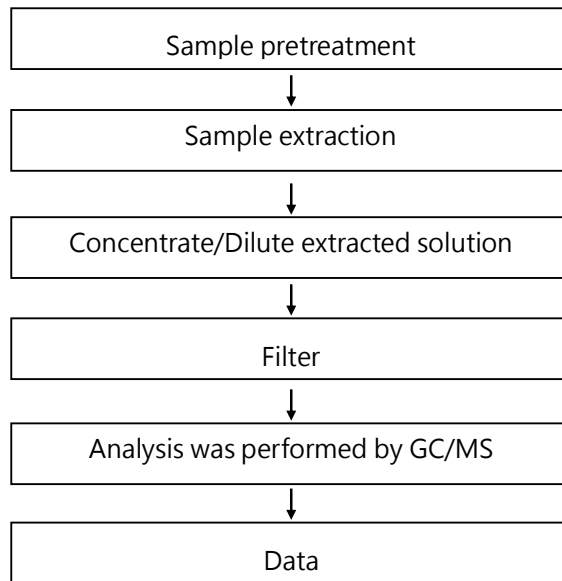 Sample pretreatment
Sample extraction
Concentrate/Dilute extracted solution
Filter
Analysis was performed by GC/MS
Data